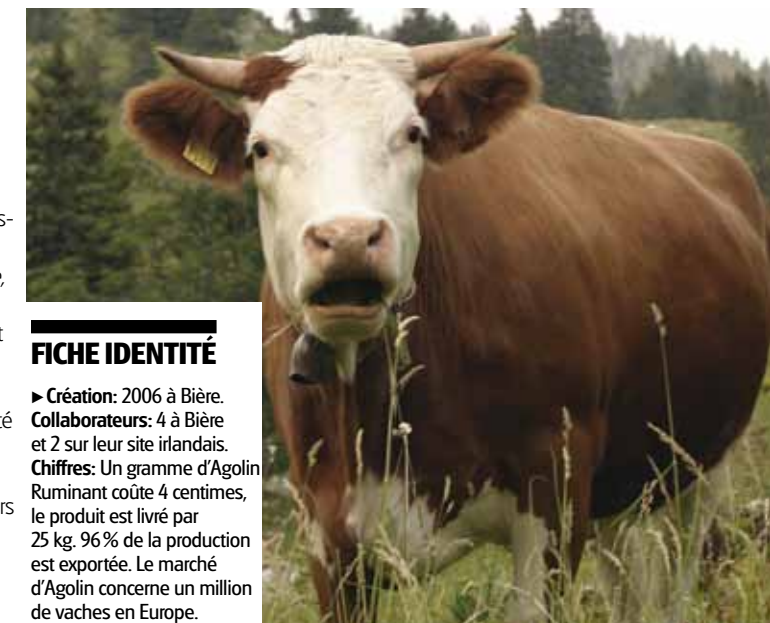 s-
,
t
té
rs
FICHE IDENTITÉ
▸ Création: 2006 à Bière.
Collaborateurs: 4 à Bière
et 2 sur leur site irlandais.
Chiffres: Un gramme d'Agolin
Ruminant coûte 4 centimes,
le produit est livré par
25 kg. 96% de la production
est exportée. Le marché
d'Agolin concerne un million
de vaches en Europe.